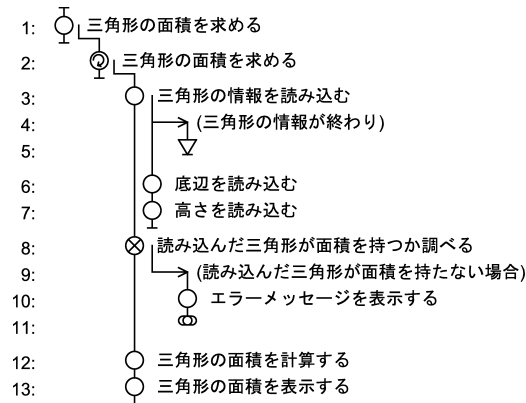 1: 三角形の面積を求める
2: 三角形の面積を求める
3: 三角形の情報を読み込む
4: (三角形の情報が終わり)
5:
6: 底辺を読み込む
7: 高さを読み込む
8: 読み込んだ三角形が面積を持つか調べる
9: (読み込んだ三角形が面積を持たない場合)
10: エラーメッセージを表示する
11:
12: 三角形の面積を計算する
13: 三角形の面積を表示する